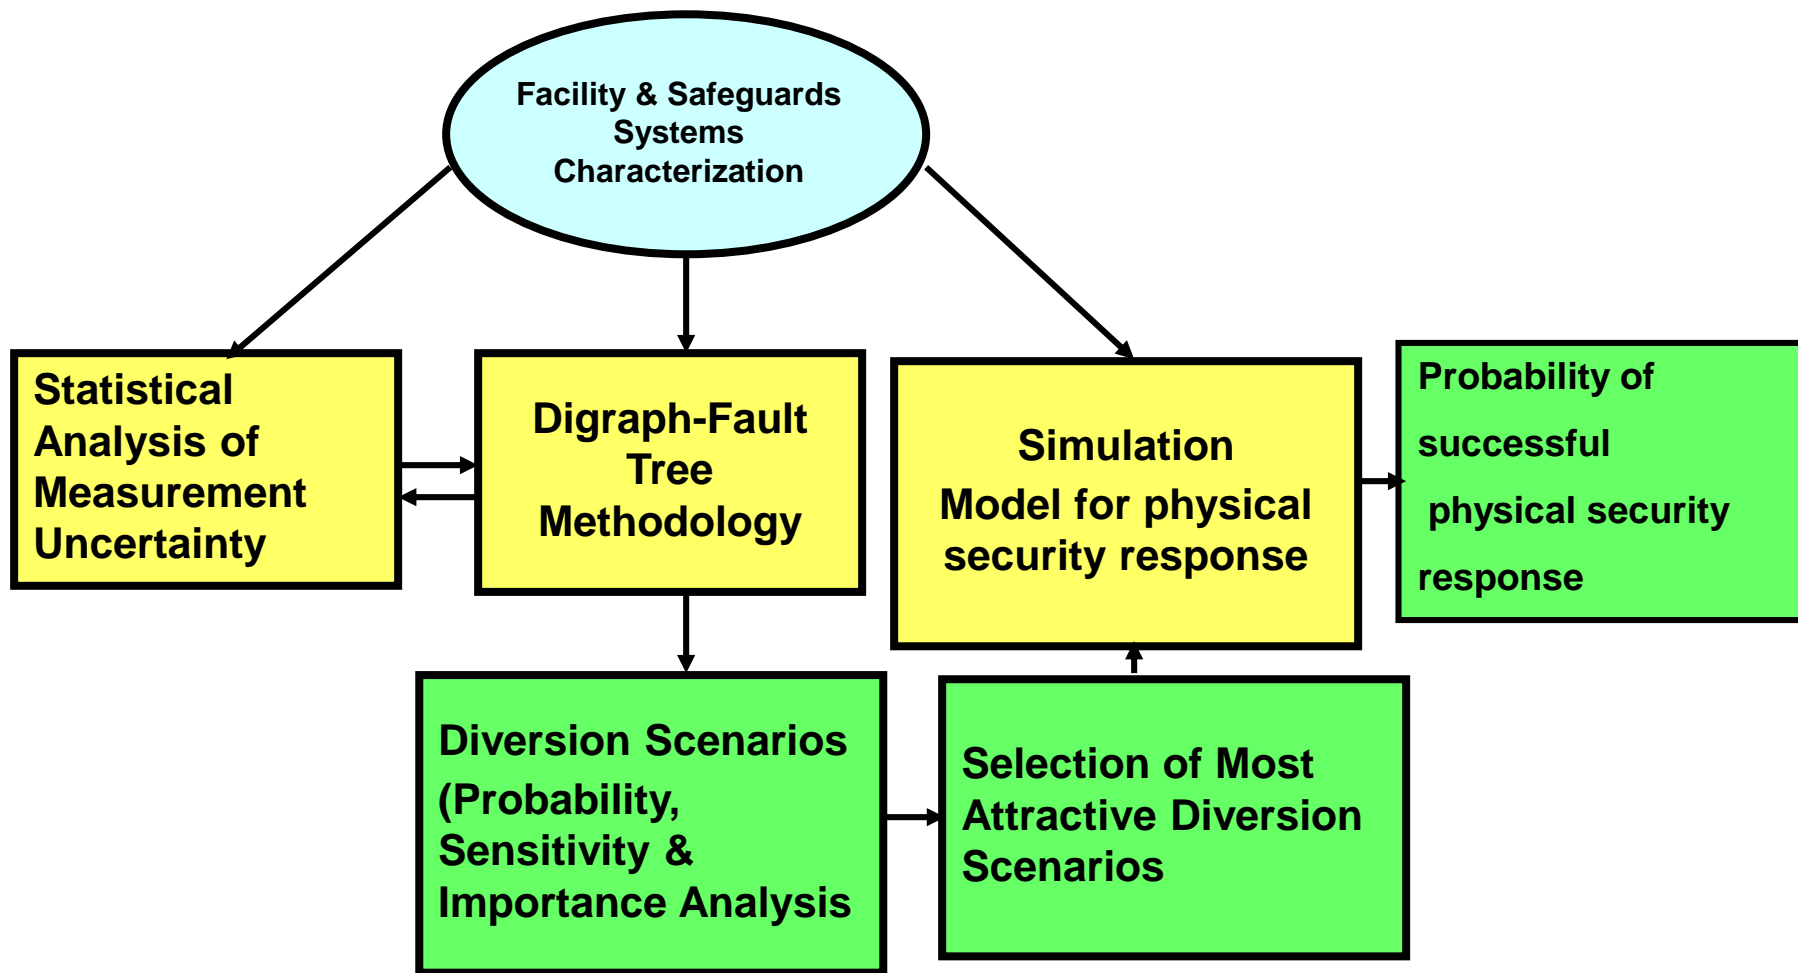 Facility & Safeguards
Systems
Characterization
Statistical
Analysis of
Measurement
Uncertainty
Digraph-Fault
Tree
Methodology
Simulation
Model for physical
security response
Probability of
successful
physical security
response
Diversion Scenarios
(Probability,
Sensitivity &
Importance Analysis
Selection of Most
Attractive Diversion
Scenarios